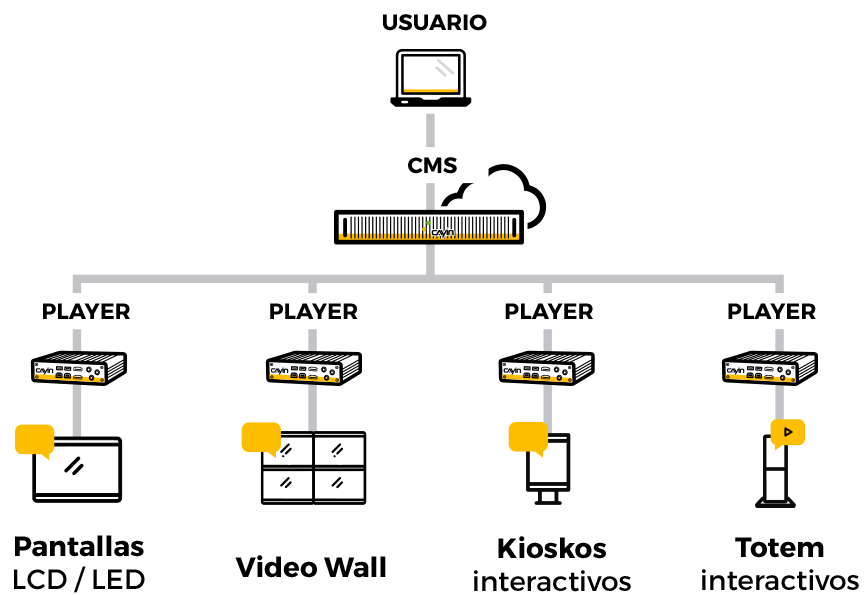 USUARIO
CMS
CAYIN
PLAYER PLAYER PLAYER PLAYER
CAYIN CAYIN CAYIN CAYIN
Pantallas
LCD / LED
Video Wall
Kioskos
interactivos
Totem
interactivos